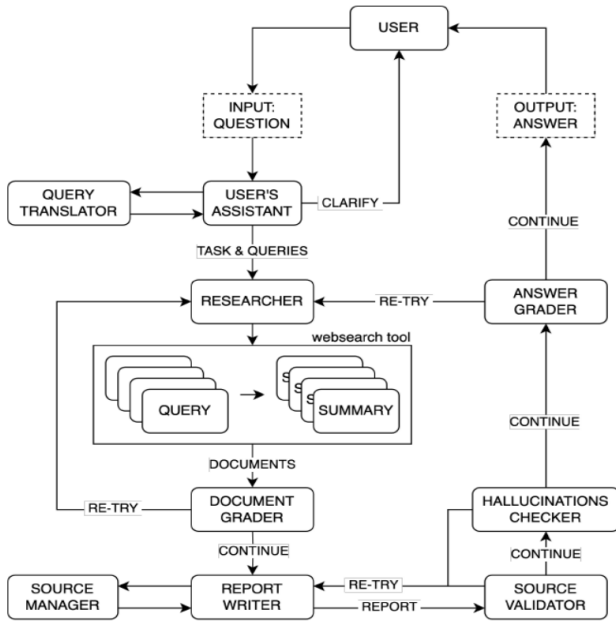 USER
INPUT:
QUESTION
OUTPUT:
ANSWER
QUERY
TRANSLATOR
USER'S
ASSISTANT
CLARIFY
CONTINUE
TASK & QUERIES
RESEARCHER
RE-TRY
ANSWER
GRADER
websearch tool
S
S
S
QUERY
SUMMARY
CONTINUE
DOCUMENTS
RE-TRY
DOCUMENT
GRADER
HALLUCINATIONS
CHECKER
CONTINUE
CONTINUE
SOURCE
MANAGER
REPORT
WRITER
RE-TRY
REPORT
SOURCE
VALIDATOR